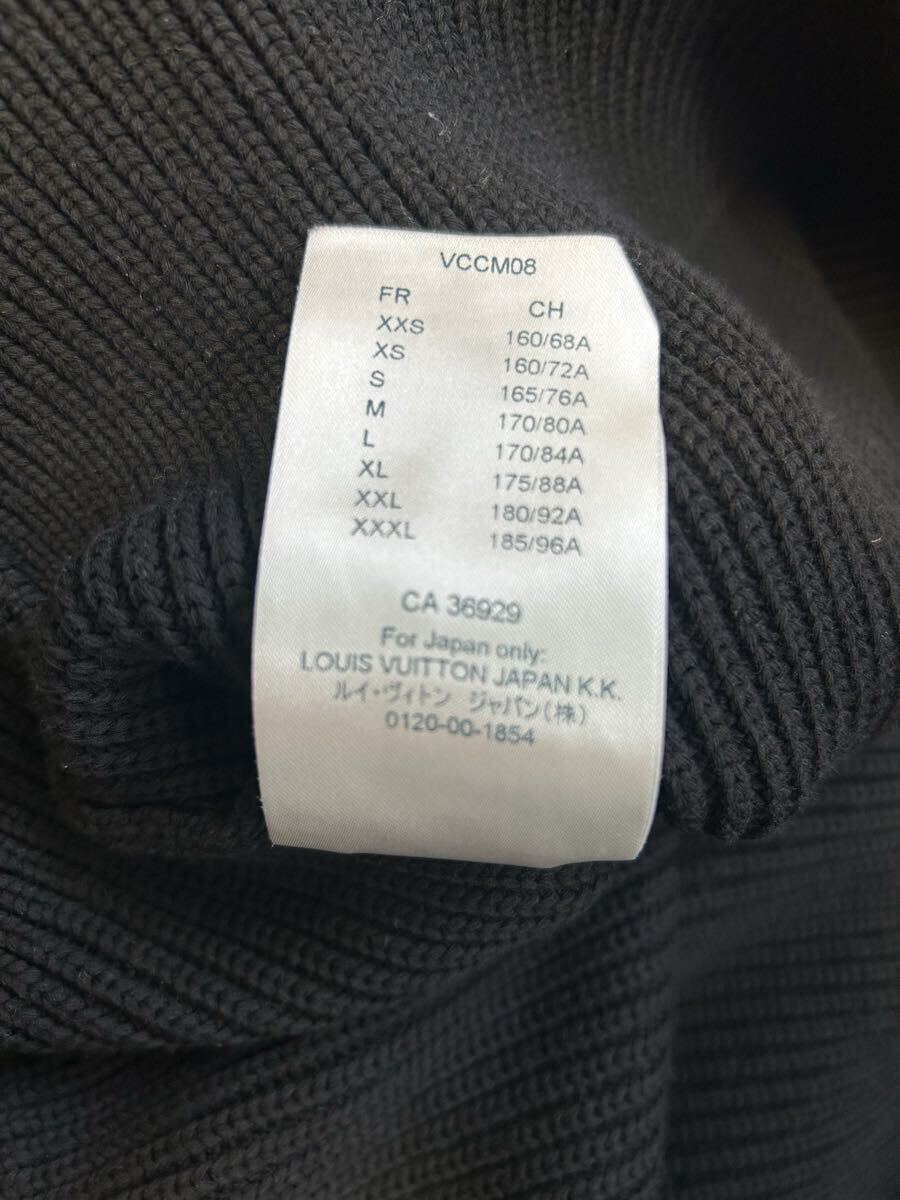 VCCM08
FR CH
XXS 160/68A
XS 160/72A
S 165/76A
M 170/80A
L 170/84A
XL 175/88A
XXL 180/92A
XXXL 185/96A
CA 36929
For Japan only:
LOUIS VUITTON JAPAN K.K.
ルイ・ヴィトン ジャパン(株)
0120-00-1854